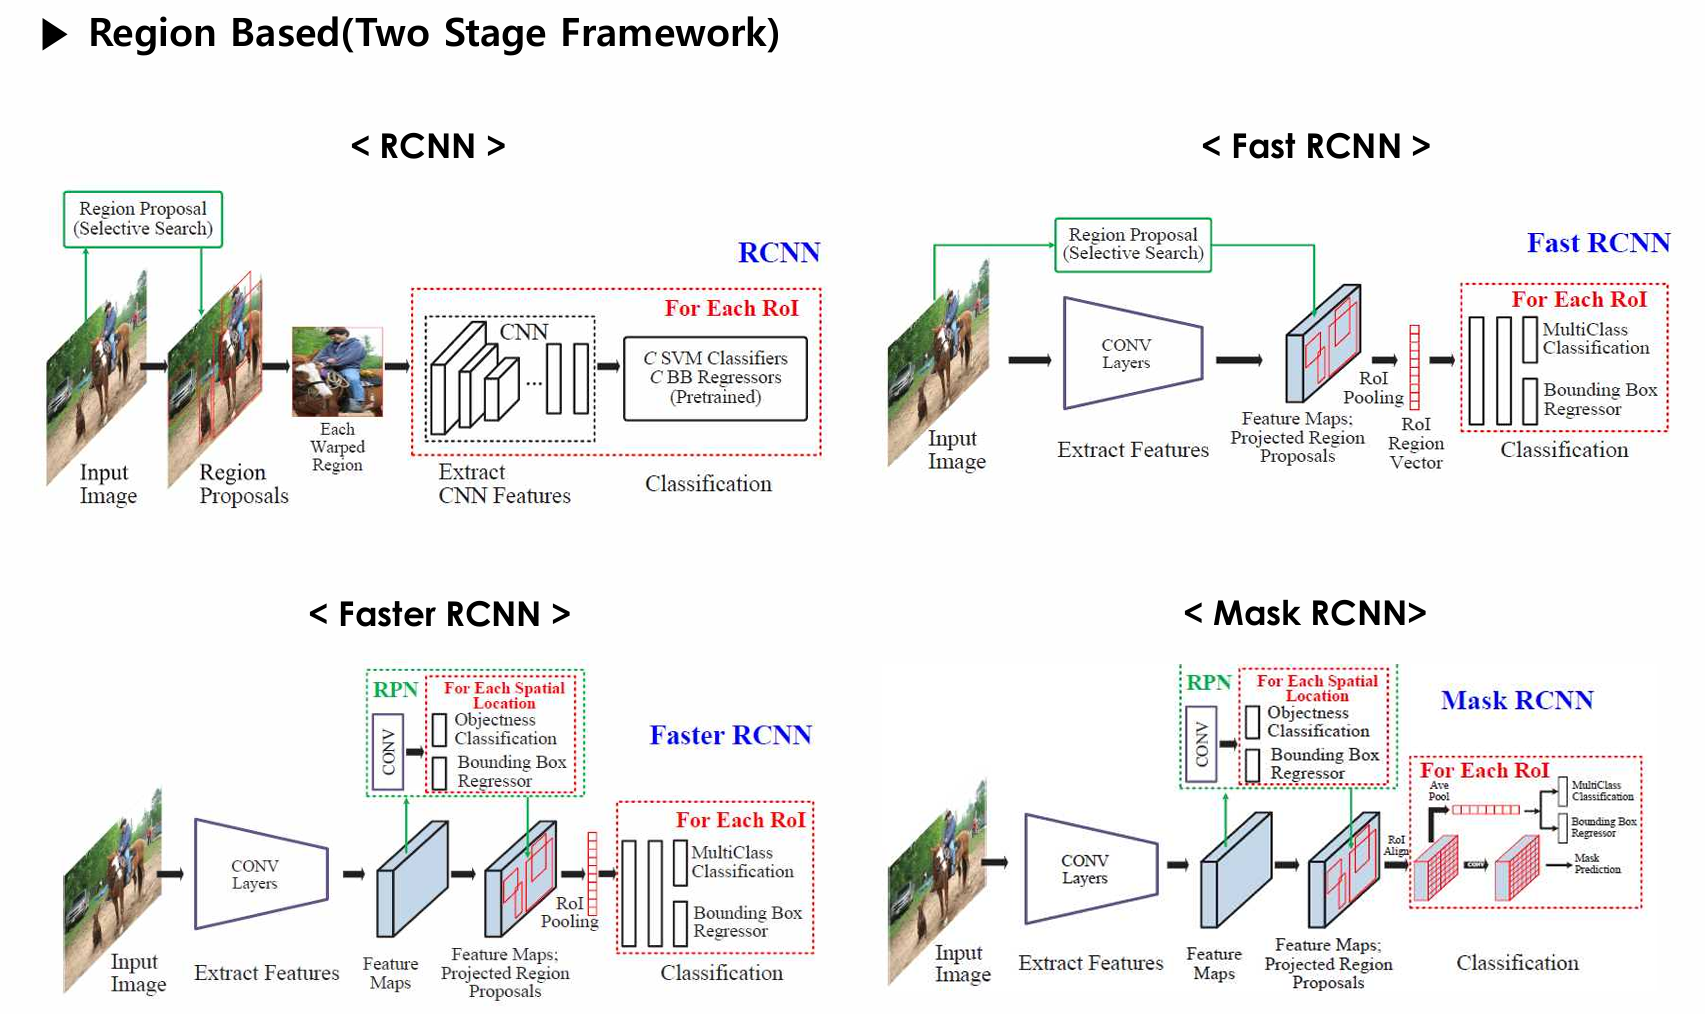 ▶ Region Based(Two Stage Framework)
< RCNN >
Region Proposal
(Selective Search)
RCNN
For Each RoI
CNN
...
C SVM Classifiers
C BB Regressors
(Pretrained)
Each
Warped
Region
Input
Image
Region
Proposals
Extract
CNN Features
Classification
< Fast RCNN >
Region Proposal
(Selective Search)
Fast RCNN
For Each RoI
MultiClass
Classification
Bounding Box
Regressor
CONV
Layers
RoI
Pooling
Input
Image
Extract Features
Feature Maps;
Projected Region
Proposals
RoI
Region
Vector
Classification
< Faster RCNN >
RPN
For Each Spatial
Location
CONV
Objectness
Classification
Bounding Box
Regressor
Faster RCNN
For Each RoI
MultiClass
Classification
Bounding Box
Regressor
CONV
Layers
RoI
Pooling
Input
Image
Extract Features
Feature
Maps
Feature Maps;
Projected Region
Proposals
Classification
< Mask RCNN>
RPN
For Each Spatial
Location
CONV
Objectness
Classification
Bounding Box
Regressor
Mask RCNN
For Each RoI
Ave
Pool
MultiClass
Classification
Bounding Box
Regressor
RoI
Align
CONV
Mask
Prediction
CONV
Layers
Input
Image
Extract Features
Feature
Maps
Feature Maps;
Projected Region
Proposals
Classification